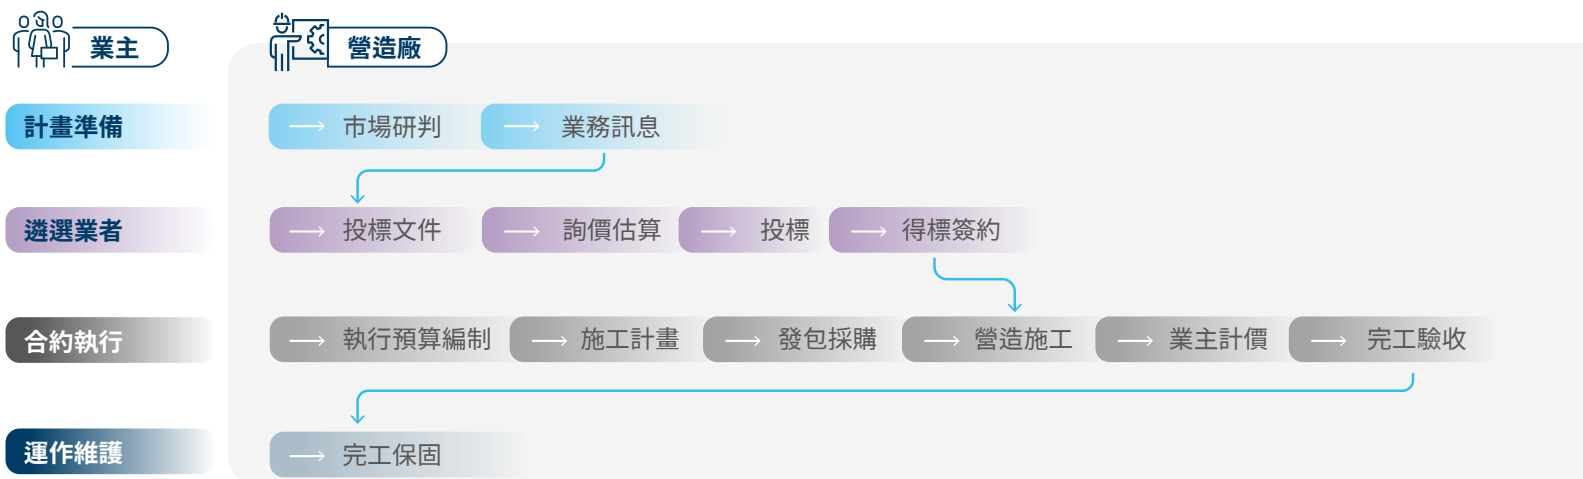 業主
營造廠
計畫準備
市場研判
業務訊息
遴選業者
投標文件
詢價估算
投標
得標簽約
合約執行
執行預算編制
施工計畫
發包採購
營造施工
業主計價
完工驗收
運作維護
完工保固